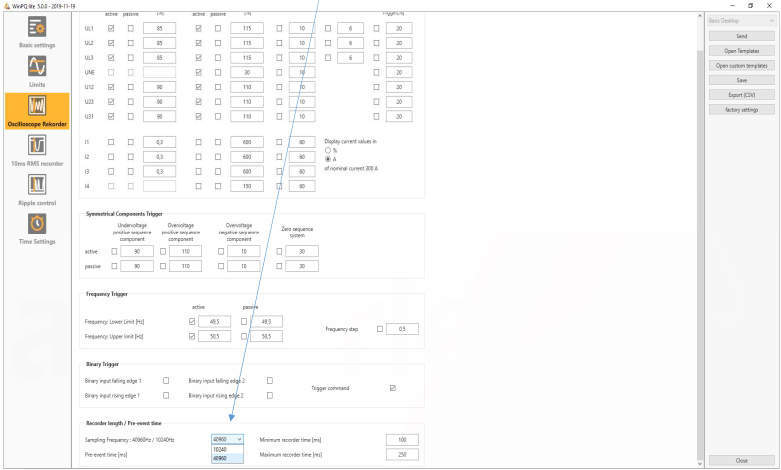 WinPQ lite 5.0.0 - 2019-11-19
Basic settings
Limits
Oscilloscope Rekorder
10ms RMS recorder
Ripple control
Time Settings
active passive [%] active passive [%] [%]
UL1 85 115 10 6 20
UL2 85 115 10 6 20
UL3 85 115 10 6 20
UNE 30 10 20
U12 90 110 10 20
U23 90 110 10 20
U31 90 110 10 20
I1 0,3 600 60 Display current values in
%
I2 0,3 600 60 A
I3 0,3 600 60 of nominal current 300 A
I4 150 60
Symmetrical Components Trigger
Undervoltage positive sequence component
Overvoltage positive sequence component
Overvoltage negative sequence component
Zero sequence system
active 90 110 10 30
passive 90 110 10 30
Frequency Trigger
active passive
Frequency: Lower Limit [Hz] 49,5 49,5
Frequency step 0,5
Frequency: Upper limit [Hz] 50,5 50,5
Binary Trigger
Binary input falling edge 1 Binary input falling edge 2
Trigger command
Binary input rising edge 1 Binary input rising edge 2
Recorder length / Pre-event time
Sampling Frequency : 40960Hz / 10240Hz 40960 Minimum recorder time [ms] 100
10240
40960
Pre-event time [ms] Maximum recorder time [ms] 250
Basic Desktop
Send
Open Templates
Open custom templates
Save
Export (CSV)
factory settings
Close